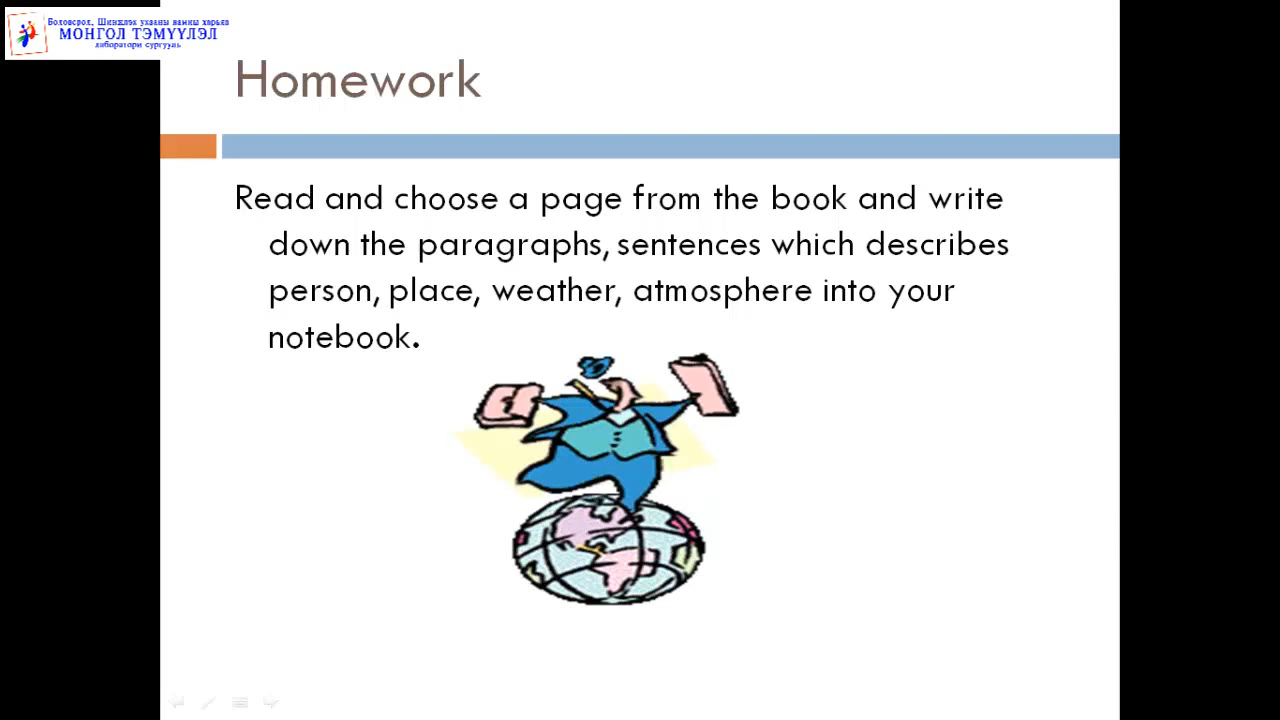 Боловсрол, Шинжлэх ухааны яамны харьяа
МОНГОЛ ТЭМҮҮЛЭЛ
лаборатори сургууль
Homework
Read and choose a page from the book and write
down the paragraphs, sentences which describes
person, place, weather, atmosphere into your
notebook.